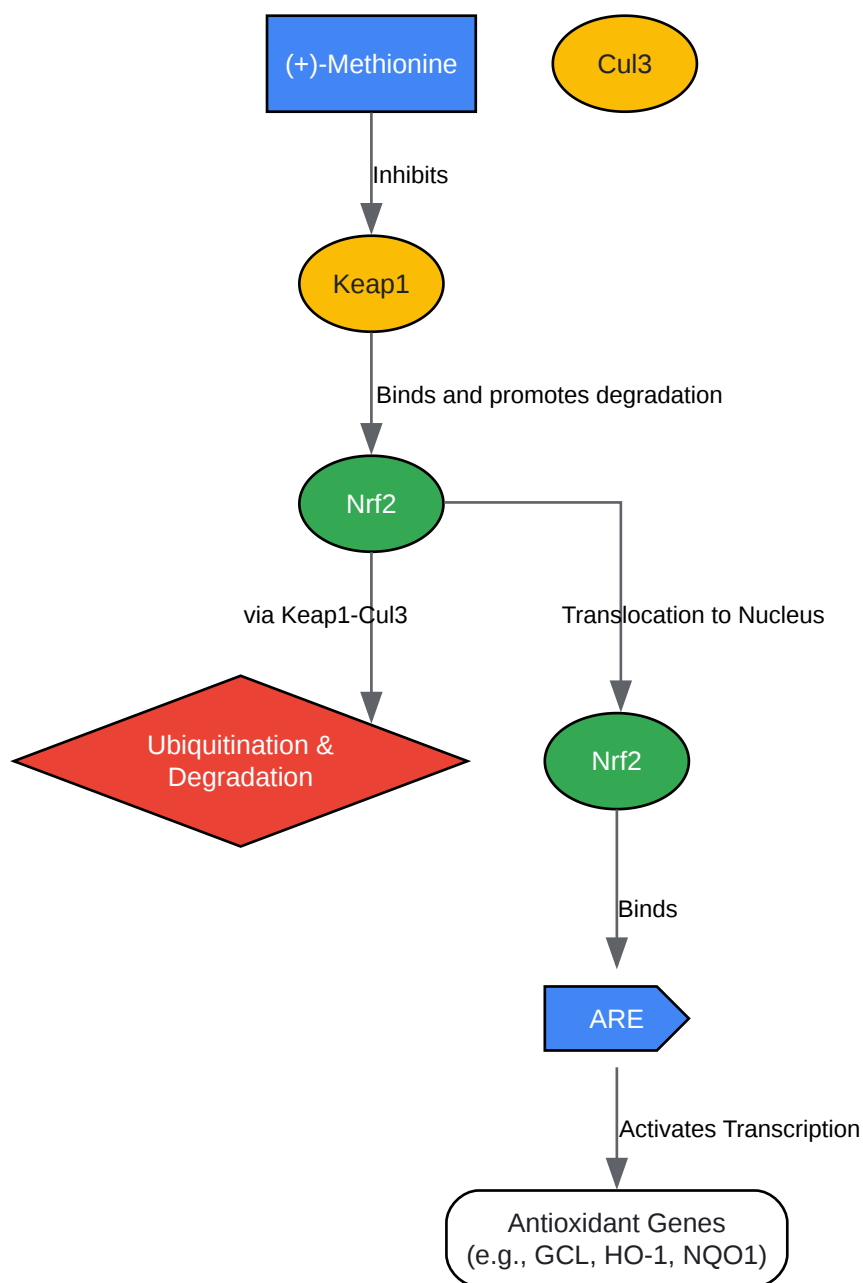 (+)-Methionine
Cul3
Inhibits
Keap1
Binds and promotes degradation
Nrf2
via Keap1-Cul3
Translocation to Nucleus
Ubiquitination &
Degradation
Nrf2
Binds
ARE
Activates Transcription
Antioxidant Genes
(e.g., GCL, HO-1, NQO1)